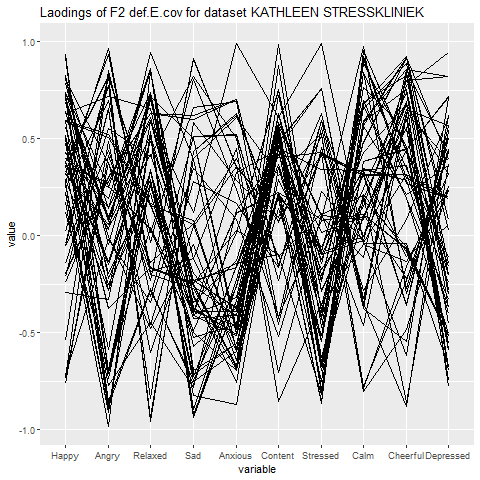 Laodings of F2 def.E.cov for dataset KATHLEEN STRESSKLINIEK
1.0
0.5
0.0
-0.5
-1.0
value
Happy Angry Relaxed Sad Anxious Content Stressed Calm Cheerful Depressed
variable